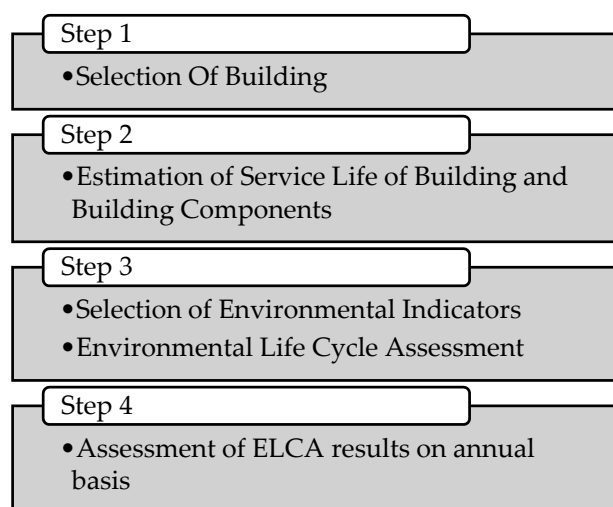 Step 1
•Selection Of Building
Step 2
•Estimation of Service Life of Building and
Building Components
Step 3
•Selection of Environmental Indicators
•Environmental Life Cycle Assessment
Step 4
•Assessment of ELCA results on annual
basis